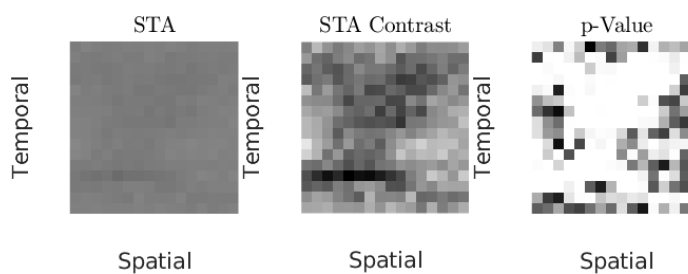 STA
STA Contrast
p-Value
Temporal
Temporal
Temporal
Spatial
Spatial
Spatial